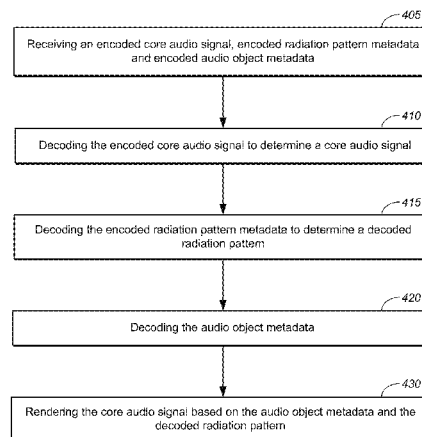 405
Receiving an encoded core audio signal, encoded radiation pattern metadata
and encoded audio object metadata
410
Decoding the encoded core audio signal to determine a core audio signal
415
Decoding the encoded radiation pattern metadata to determine a decoded
radiation pattern
420
Decoding the audio object metadata
430
Rendering the core audio signal based on the audio object metadata and the
decoded radiation pattern